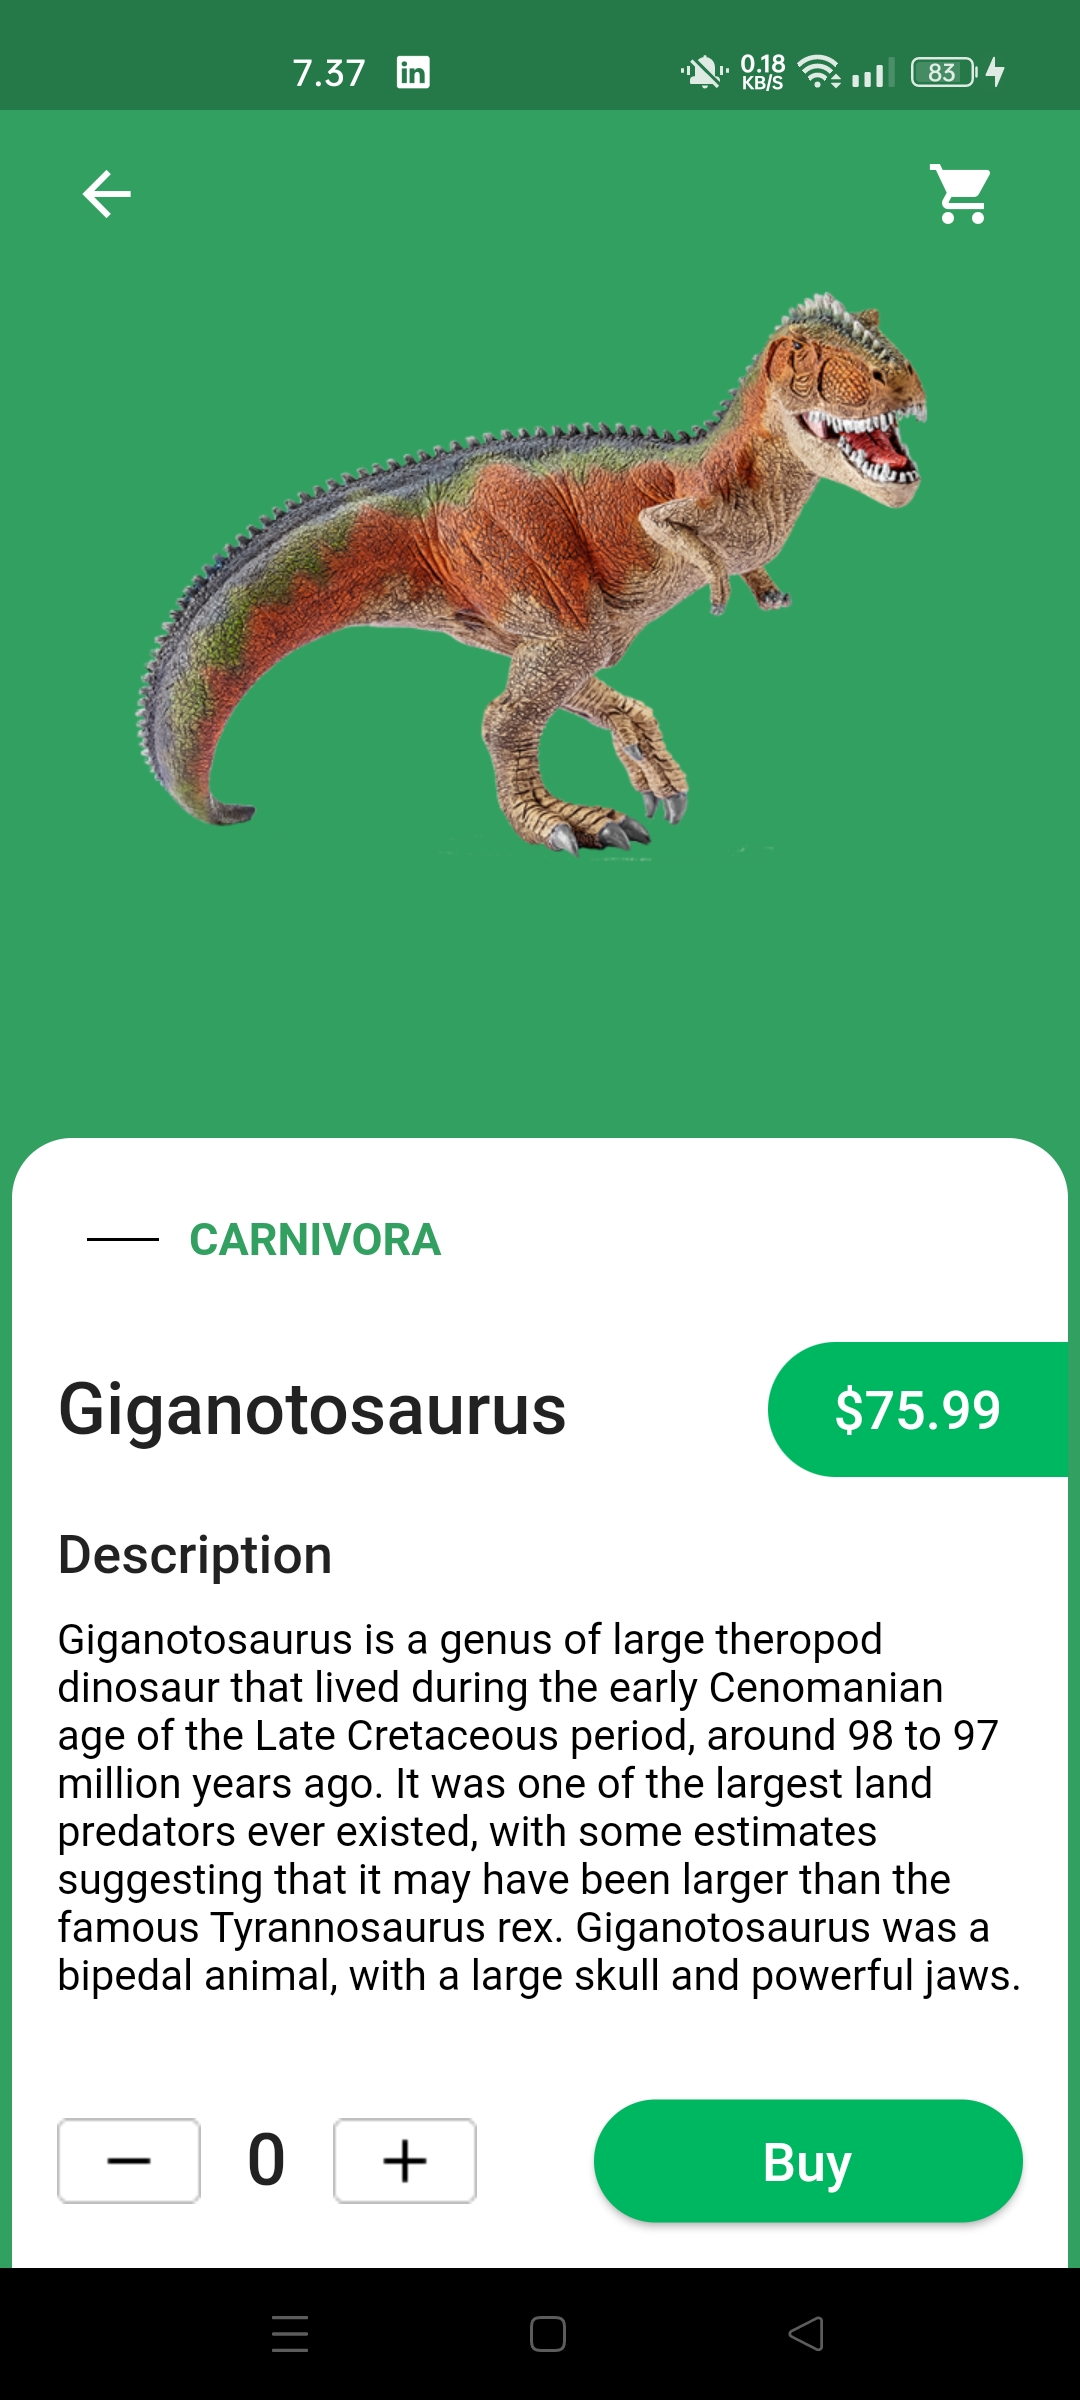 7.37 in 0.18 KB/S 83
CARNIVORA
Giganotosaurus
$75.99
Description
Giganotosaurus is a genus of large theropod
dinosaur that lived during the early Cenomanian
age of the Late Cretaceous period, around 98 to 97
million years ago. It was one of the largest land
predators ever existed, with some estimates
suggesting that it may have been larger than the
famous Tyrannosaurus rex. Giganotosaurus was a
bipedal animal, with a large skull and powerful jaws.
0
Buy